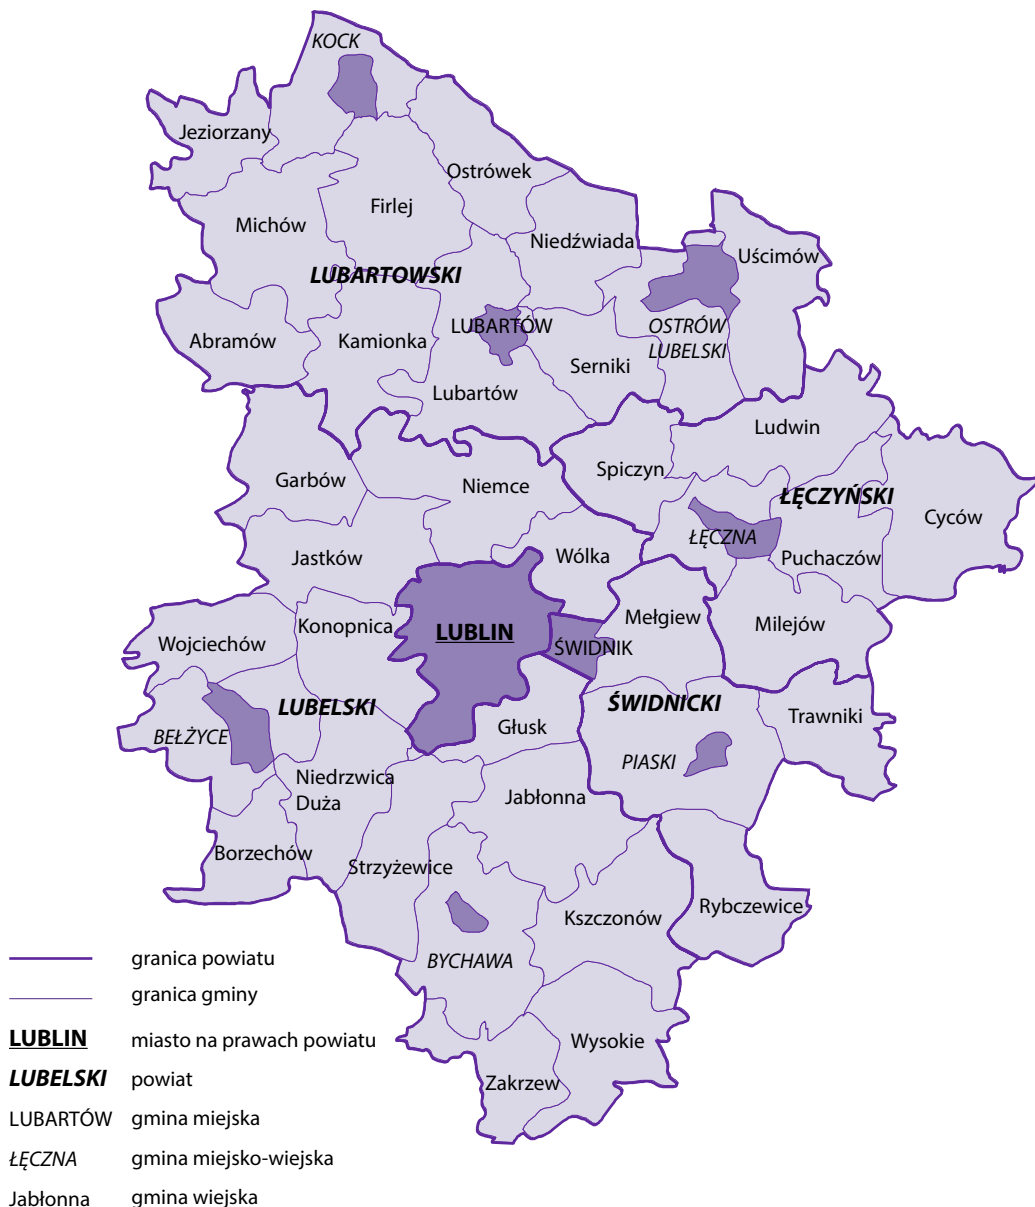 KOCK
Jeziorzany
Ostrówek
Firlej
Michów
Niedźwiada
Uścimów
LUBARTOWSKI
LUBARTÓW
OSTRÓW
LUBELSKI
Abramów
Kamionka
Serniki
Lubartów
Ludwin
Spiczyn
Garbów
Niemce
ŁĘCZYŃSKI
Cyców
ŁĘCZNA
Jastków
Wólka
Puchaczów
Konopnica
LUBLIN
Mełgiew
Milejów
Wojciechów
ŚWIDNIK
LUBELSKI
ŚWIDNICKI
Trawniki
BEŁŻYCE
Głusk
PIASKI
Niedrzwica
Duża
Jabłonna
Borzechów
Strzyżewice
Rybczewice
Kszczonów
BYCHAWA
Wysokie
Zakrzew
granica powiatu
granica gminy
LUBLIN miasto na prawach powiatu
LUBELSKI powiat
LUBARTÓW gmina miejska
ŁĘCZNA gmina miejsko-wiejska
Jabłonna gmina wiejska